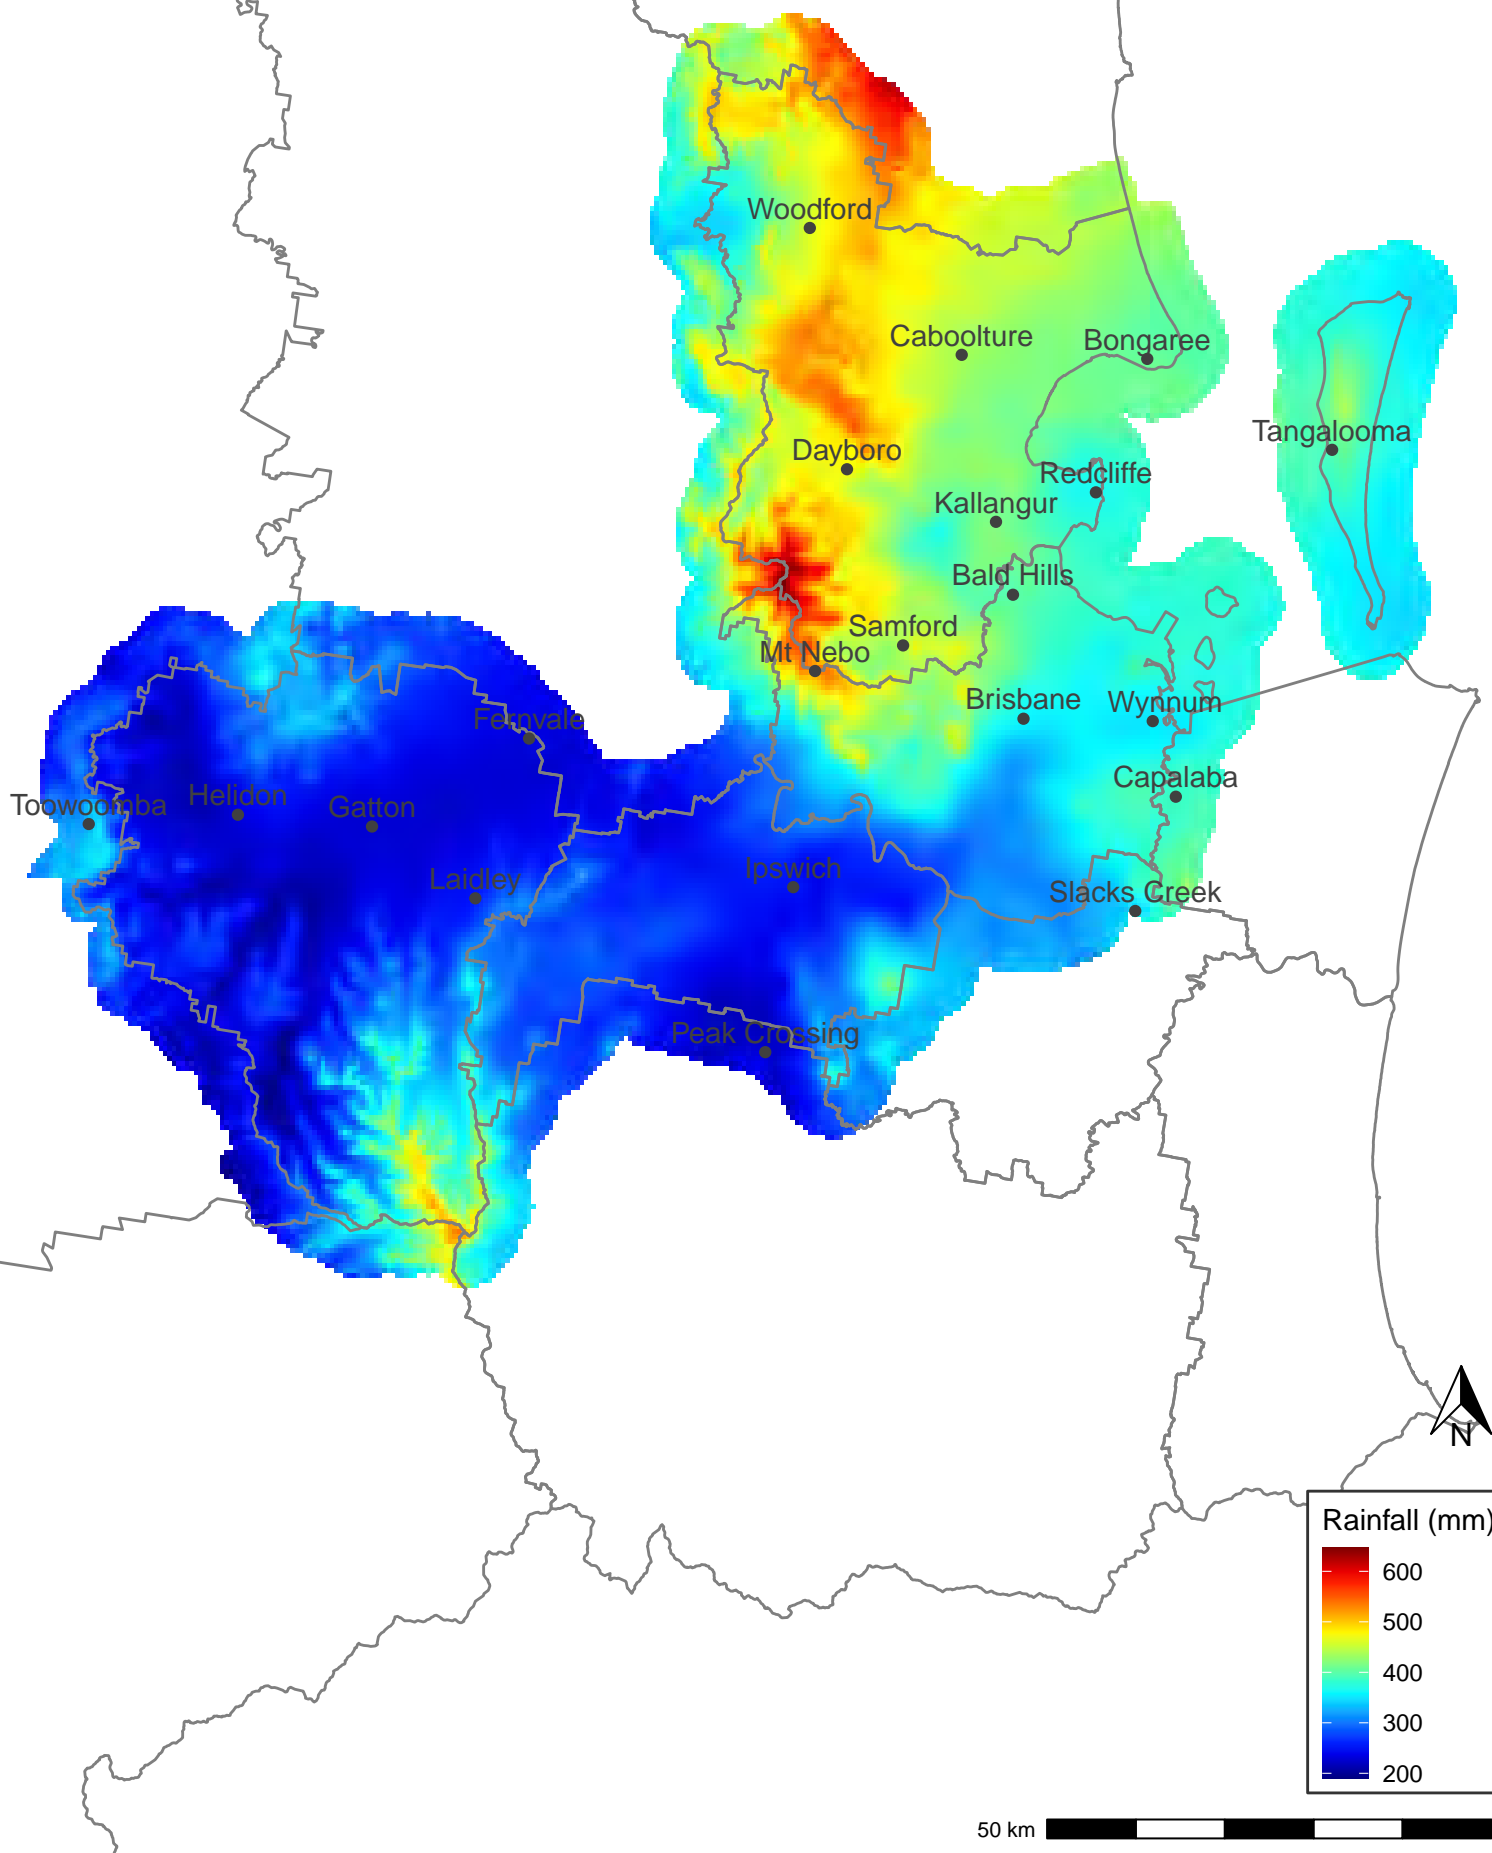 Woodford
Caboolture
Bongaree
Tangalooma
Dayboro
Redcliffe
Kallangur
Bald Hills
Samford
Mt Nebo
Brisbane
Wynnum
Fernvale
Capalaba
Toowoomba
Helidon
Gatton
Laidley
Ipswich
Slacks Creek
Peak Crossing
N
Rainfall (mm)
600
500
400
300
200
50 km